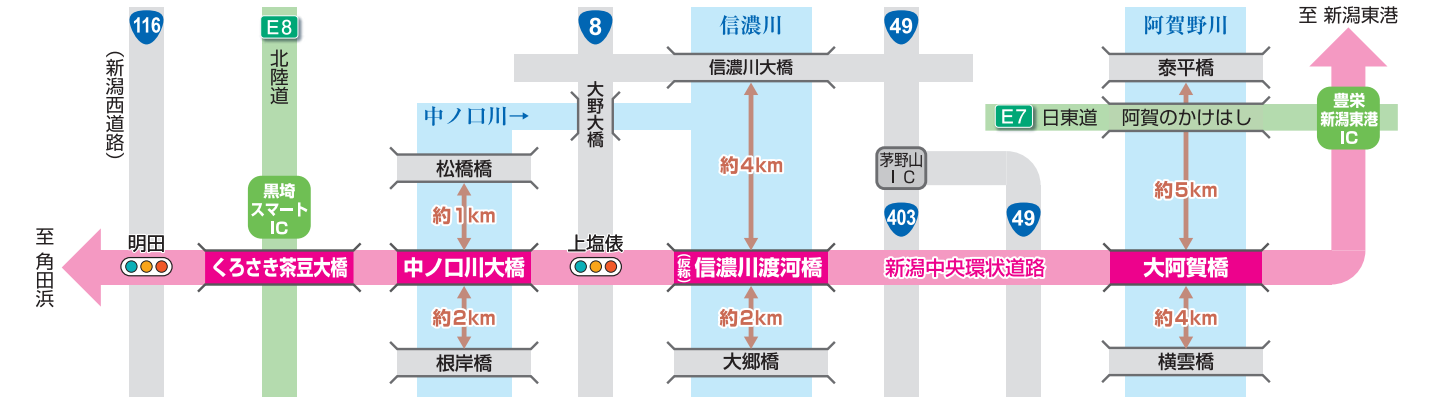 116
(新潟西道路)
E8
北陸道
黒埼
スマート
IC
至 角田浜
明田
くろさき茶豆大橋
中ノ口川→
松橋橋
約1km
中ノ口川大橋
約2km
根岸橋
8
大野大橋
上塩俵
信濃川
信濃川大橋
約4km
(仮称)信濃川渡河橋
約2km
大郷橋
49
茅野山
IC
403
49
新潟中央環状道路
阿賀野川
泰平橋
E7 日東道 阿賀のかけはし
約5km
大阿賀橋
約4km
横雲橋
至 新潟東港
豊栄
新潟東港
IC